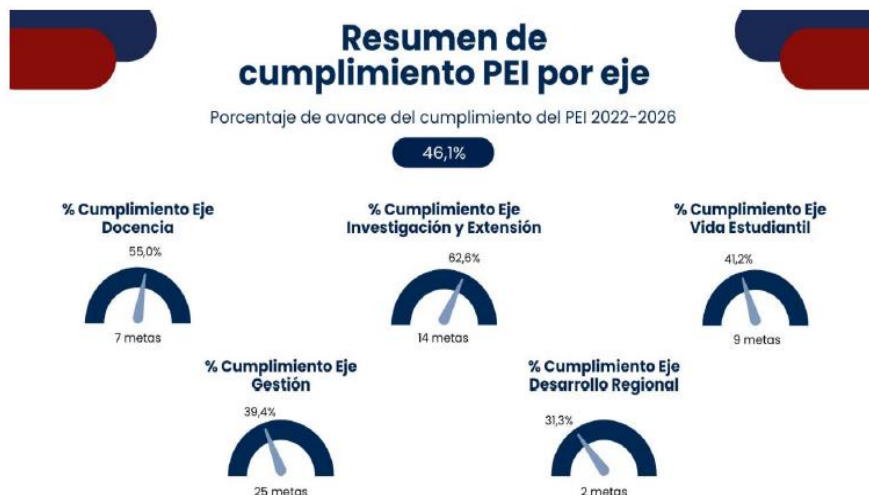 Resumen de
cumplimiento PEI por eje
Porcentaje de avance del cumplimiento del PEI 2022-2026
46,1%
% Cumplimiento Eje
Docencia
55,0%
7 metas
% Cumplimiento Eje
Investigación y Extensión
62,6%
14 metas
% Cumplimiento Eje
Vida Estudiantil
41,2%
9 metas
% Cumplimiento Eje
Gestión
39,4%
25 metas
% Cumplimiento Eje
Desarrollo Regional
31,3%
2 metas